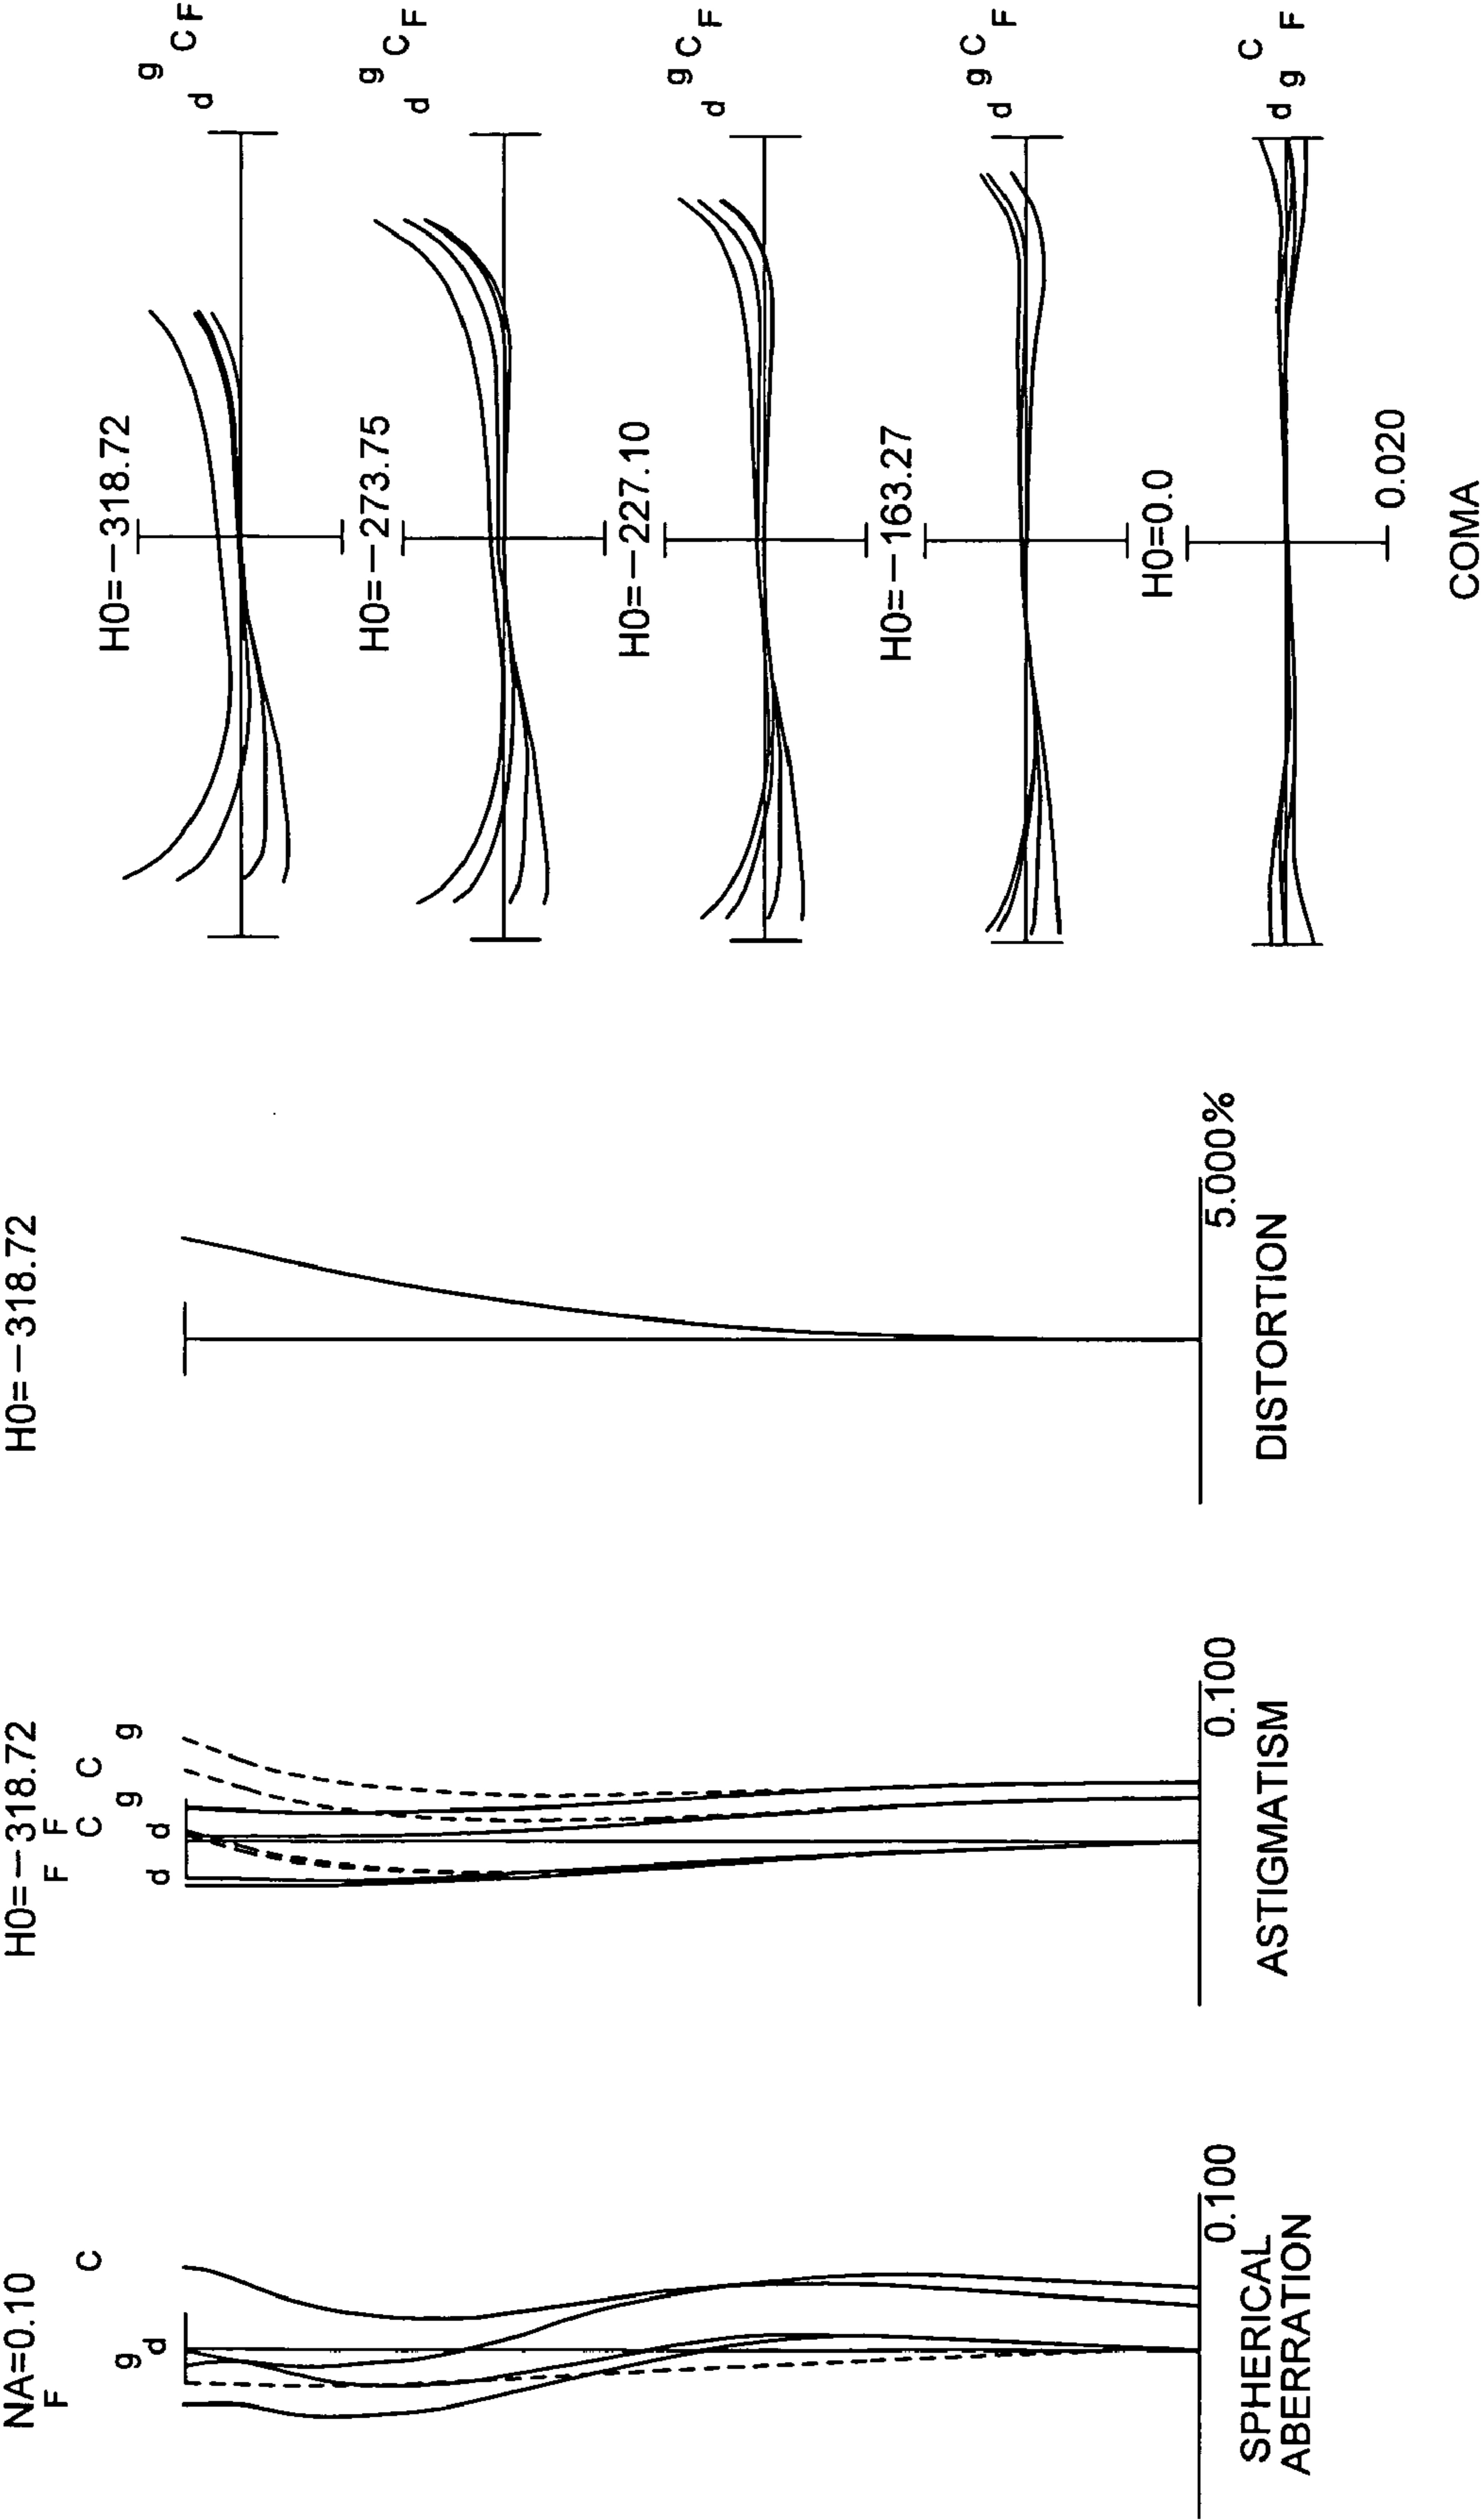 NA=0.10
F
g
d
C
0.100
SPHERICAL
ABERRATION
H0=−318.72
F F
C C
g g
d d
0.100
ASTIGMATISM
H0=−318.72
5.000%
DISTORTION
H0=−318.72
g
C F
d
H0=−273.75
g
C F
d
H0=−227.10
g
C F
d
H0=−163.27
g
C F
d
H0=0.0
C
F
d g
0.020
COMA